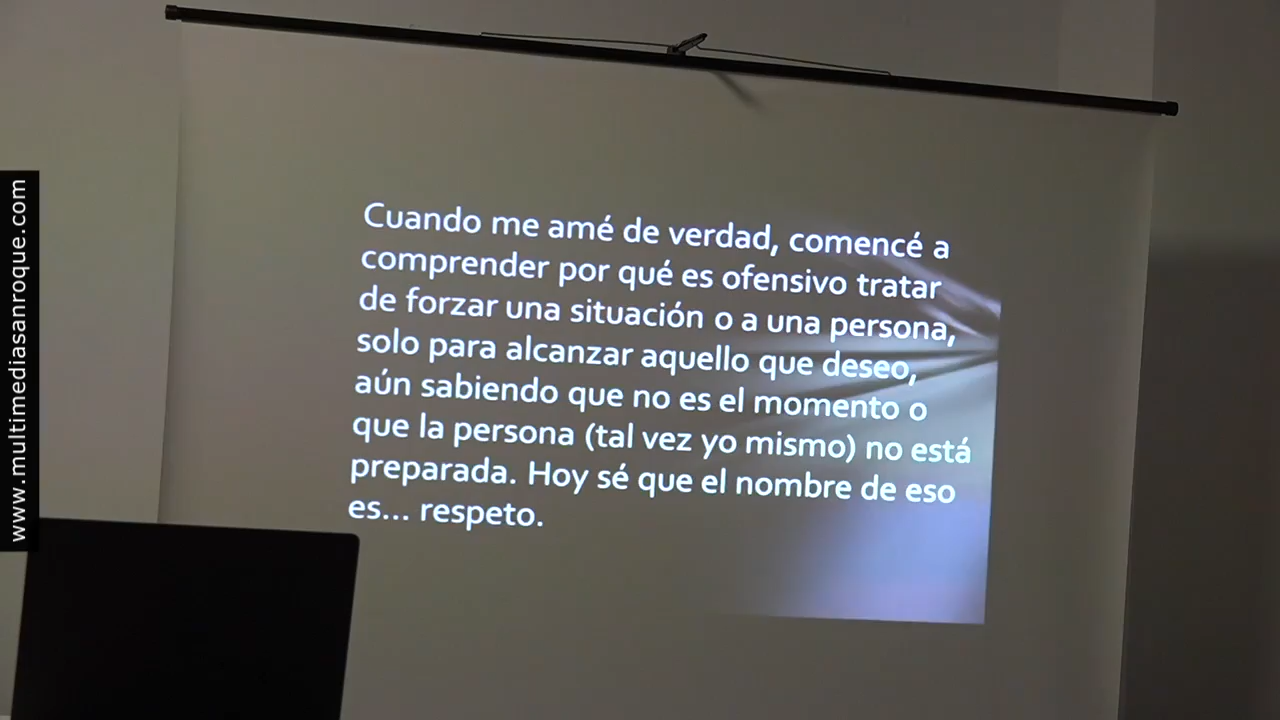 Cuando me amé de verdad, comencé a
comprender por qué es ofensivo tratar
de forzar una situación o a una persona,
solo para alcanzar aquello que deseo,
aún sabiendo que no es el momento o
que la persona (tal vez yo mismo) no está
preparada. Hoy sé que el nombre de eso
es... respeto.
www.multimediasanroque.com